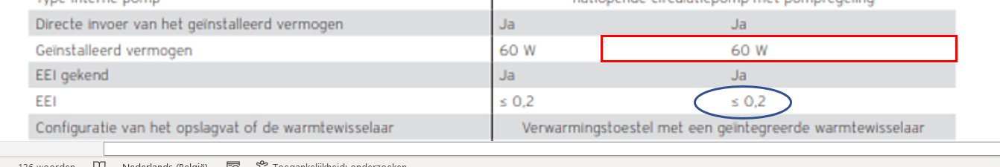 Type interne pomp natlopende circulatiepomp met pompregeling
Directe invoer van het geïnstalleerd vermogen Ja Ja
Geïnstalleerd vermogen 60 W 60 W
EEI gekend Ja Ja
EEI ≤ 0,2 ≤ 0,2
Configuratie van het opslagvat of de warmtewisselaar Verwarmingstoestel met een geïntegreerde warmtewisselaar
136 woorden Nederlands (België) Toegankelijkheid: onderzoeken